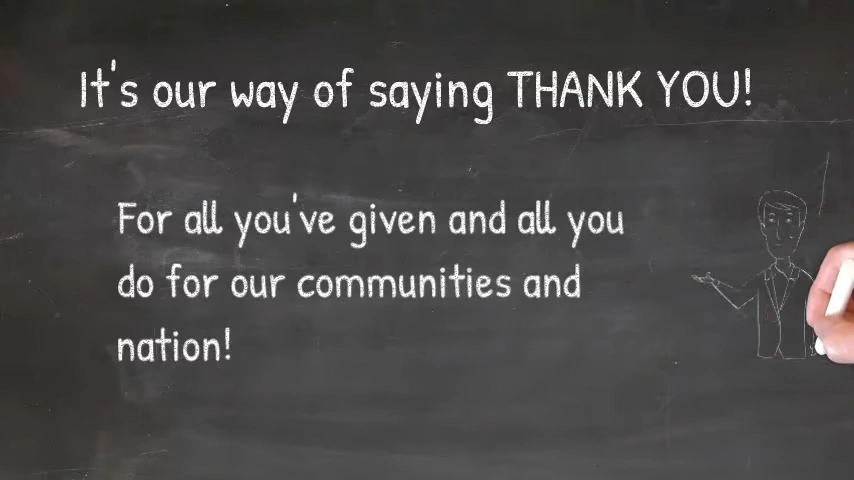 It's our way of saying THANK YOU!
For all you've given and all you
do for our communities and
nation!